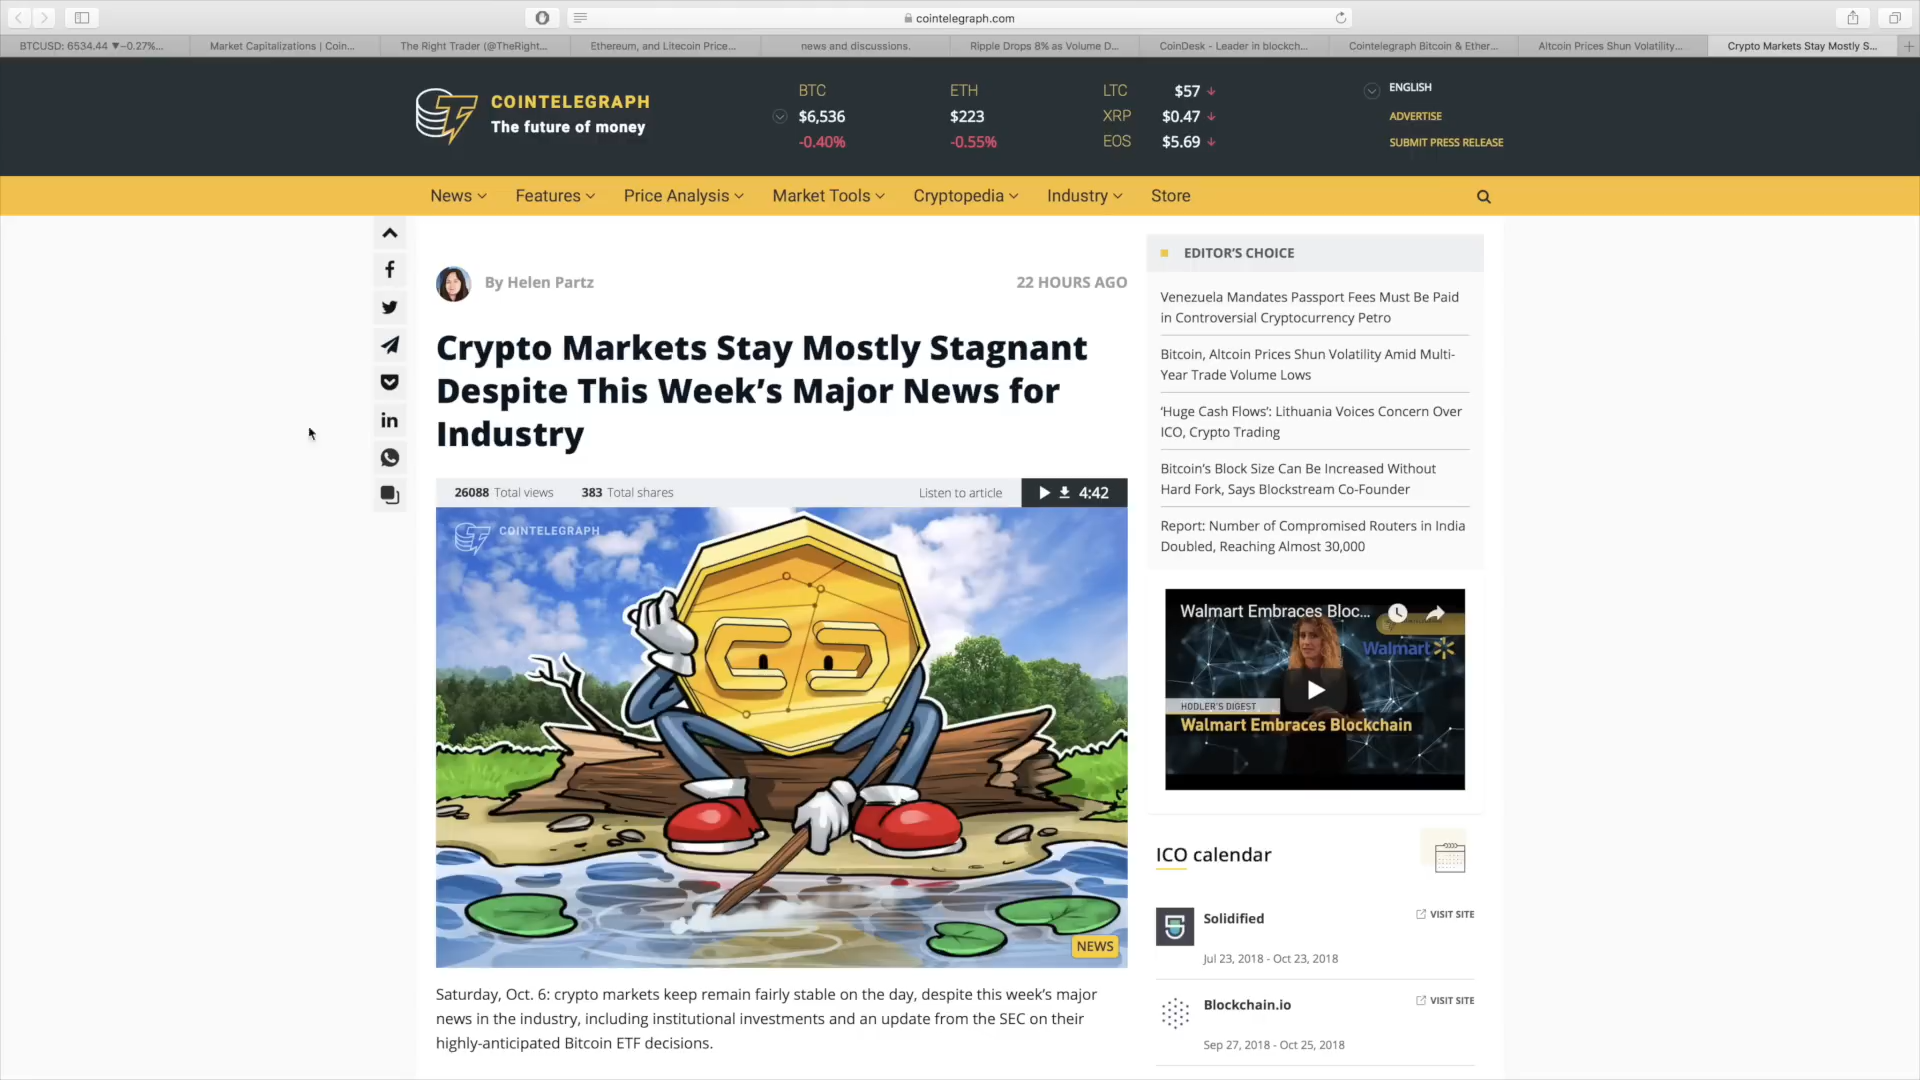 cointelegraph.com
BTCUSD: 6534.44 ▼−0.27%...
Market Capitalizations | Coin...
The Right Trader (@TheRight...
Ethereum, and Litecoin Price...
news and discussions.
Ripple Drops 8% as Volume D...
CoinDesk - Leader in blockch...
Cointelegraph Bitcoin & Ether...
Altcoin Prices Shun Volatility...
Crypto Markets Stay Mostly S...
COINTELEGRAPH
The future of money
BTC
$6,536
-0.40%
ETH
$223
-0.55%
LTC $57
XRP $0.47
EOS $5.69
ENGLISH
ADVERTISE
SUBMIT PRESS RELEASE
News
Features
Price Analysis
Market Tools
Cryptopedia
Industry
Store
By Helen Partz
22 HOURS AGO
Crypto Markets Stay Mostly Stagnant
Despite This Week's Major News for
Industry
26088 Total views
383 Total shares
Listen to article
4:42
COINTELEGRAPH
NEWS
Saturday, Oct. 6: crypto markets keep remain fairly stable on the day, despite this week's major
news in the industry, including institutional investments and an update from the SEC on their
highly-anticipated Bitcoin ETF decisions.
EDITOR'S CHOICE
Venezuela Mandates Passport Fees Must Be Paid
in Controversial Cryptocurrency Petro
Bitcoin, Altcoin Prices Shun Volatility Amid Multi-
Year Trade Volume Lows
'Huge Cash Flows': Lithuania Voices Concern Over
ICO, Crypto Trading
Bitcoin's Block Size Can Be Increased Without
Hard Fork, Says Blockstream Co-Founder
Report: Number of Compromised Routers in India
Doubled, Reaching Almost 30,000
Walmart Embraces Bloc...
Walmart
HODLER'S DIGEST
Walmart Embraces Blockchain
ICO calendar
Solidified
VISIT SITE
Jul 23, 2018 - Oct 23, 2018
Blockchain.io
VISIT SITE
Sep 27, 2018 - Oct 25, 2018